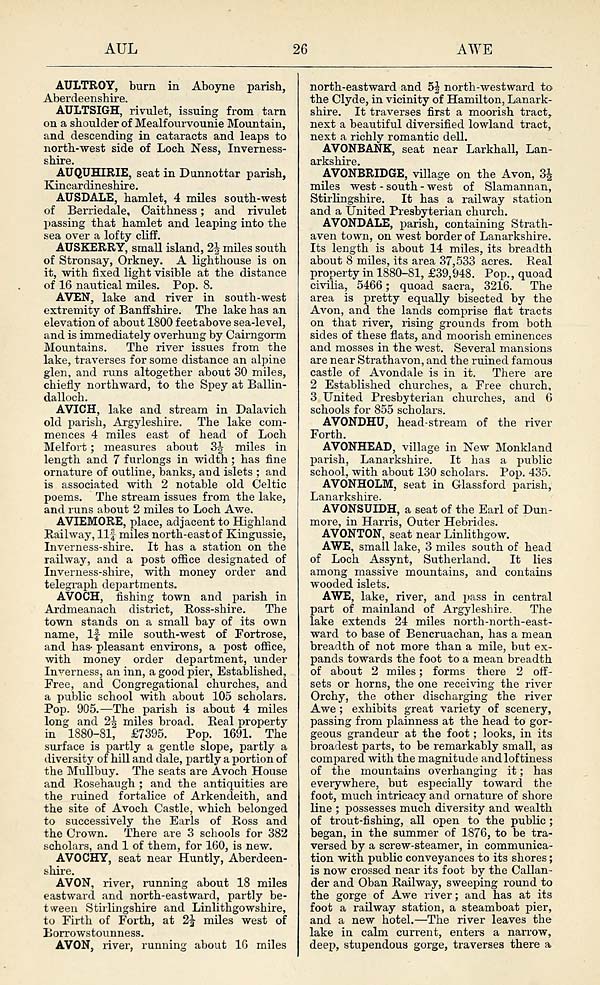 AUL 26 AWE
AULTROY, burn in Aboyne parish,
Aberdeenshire.
AULTSIGH, rivulet, issuing from tarn
on a shoulder of Mealfourvounie Mountain,
and descending in cataracts and leaps to
north-west side of Loch Ness, Inverness-
shire.
AUQUHIRIE, seat in Dunnottar parish,
Kincardineshire.
AUSDALE, hamlet, 4 miles south-west
of Berriedale, Caithness; and rivulet
passing that hamlet and leaping into the
sea over a lofty cliff.
AUSKERRY, small island, 2½ miles south
of Stronsay, Orkney. A lighthouse is on
it, with fixed light visible at the distance
of 16 nautical miles. Pop. 8.
AVEN, lake and river in south-west
extremity of Banffshire. The lake has an
elevation of about 1800 feet above sea-level,
and is immediately overhung by Cairngorm
Mountains. The river issues from the
lake, traverses for some distance an alpine
glen, and runs altogether about 30 miles,
chiefly northward, to the Spey at Ballin-
dalloch.
AVICH, lake and stream in Dalavich
old parish, Argyleshire. The lake com-
mences 4 miles east of head of Loch
Melfort; measures about 3½ miles in
length and 7 furlongs in width; has fine
ornature of outline, banks, and islets; and
is associated with 2 notable old Celtic
poems. The stream issues from the lake,
and runs about 2 miles to Loch Awe.
AVIEMORE, place, adjacent to Highland
Railway, 11¾ miles north-east of Kingussie,
Inverness-shire. It has a station on the
railway, and a post office designated of
Inverness-shire, with money order and
telegraph departments.
AVOCH, fishing town and parish in
Ardmeanach district, Ross-shire. The
town stands on a small bay of its own
name, 1¾ mile south-west of Fortrose,
and has pleasant environs, a post office,
with money order department, under
Inverness, an inn, a good pier, Established,
Free, and Congregational churches, and
a public school with about 105 scholars.
Pop. 905.—The parish is about 4 miles
long and 2½ miles broad. Real property
in 1880-81, £7395. Pop. 1691. The
surface is partly a gentle slope, partly a
diversity of hill and dale, partly a portion of
the Mullbuy. The seats are Avoch House
and Rosehaugh; and the antiquities are
the ruined fortalice of Arkendeith, and
the site of Avoch Castle, which belonged
to successively the Earls of Ross and
the Crown. There are 3 schools for 382
scholars, and 1 of them, for 160, is new.
AVOCHY, seat near Huntly, Aberdeen-
shire.
AVON, river, running about 18 miles
eastward and north-eastward, partly be-
tween Stirlingshire and Linlithgowshire,
to Firth of Forth, at 2¼ miles west of
Borrowstounness.
AVON, river, running about 16 miles
north-eastward and 5½ north-westward to
the Clyde, in vicinity of Hamilton, Lanark-
shire. It traverses first a moorish tract,
next a beautiful diversified lowland tract,
next a richly romantic dell.
AVONBANK, seat near Larkhall, Lan-
arkshire.
AVONBRIDGE, village on the Avon, 3½
miles west-south-west of Slamannan,
Stirlingshire. It has a railway station
and a United Presbyterian church.
AVONDALE, parish, containing Strath-
aven town, on west border of Lanarkshire.
Its length is about 14 miles, its breadth
about 8 miles, its area 37,533 acres. Real
property in 1880-81, £39,948. Pop., quoad
civilia, 5466; quoad sacra, 3216. The
area is pretty equally bisected by the
Avon, and the lands comprise flat tracts
on that river, rising grounds from both
sides of these flats, and moorish eminences
and mosses in the west. Several mansions
are near Strathavon, and the ruined famous
castle of Avondale is in it. There are
2 Established churches, a Free church,
3 United Presbyterian churches, and 6
schools for 855 scholars.
AVONDHU, head-stream of the river
Forth.
AVONHEAD, village in New Monkland
parish, Lanarkshire. It has a public
school, with about 130 scholars. Pop. 435.
AVONHOLM, seat in Glassford parish,
Lanarkshire.
AVONSUIDH, a seat of the Earl of Dun-
more, in Harris, Outer Hebrides.
AVONTON, seat near Linlithgow.
AWE, small lake, 3 miles south of head
of Loch Assynt, Sutherland. It lies
among massive mountains, and contains
wooded islets.
AWE, lake, river, and pass in central
part of mainland of Argyleshire. The
lake extends 24 miles north-north-east-
ward to base of Bencruachan, has a mean
breadth of not more than a mile, but ex-
pands towards the foot to a mean breadth
of about 2 miles; forms there 2 off-
sets or horns, the one receiving the river
Orchy, the other discharging the river
Awe; exhibits great variety of scenery,
passing from plainness at the head to gor-
geous grandeur at the foot; looks, in its
broadest parts, to be remarkably small, as
compared with the magnitude and loftiness
of the mountains overhanging it; has
everywhere, but especially toward the
foot, much intricacy and ornature of shore
line; possesses much diversity and wealth
of trout-fishing, all open to the public;
began, in the summer of 1876, to be tra-
versed by a screw-steamer, in communica-
tion with public conveyances to its shores;
is now crossed near its foot by the Callan-
der and Oban Railway, sweeping round to
the gorge of Awe river; and has at its
foot a railway station, a steamboat pier,
and a new hotel.—The river leaves the
lake in calm current, enters a narrow,
deep, stupendous gorge, traverses there a